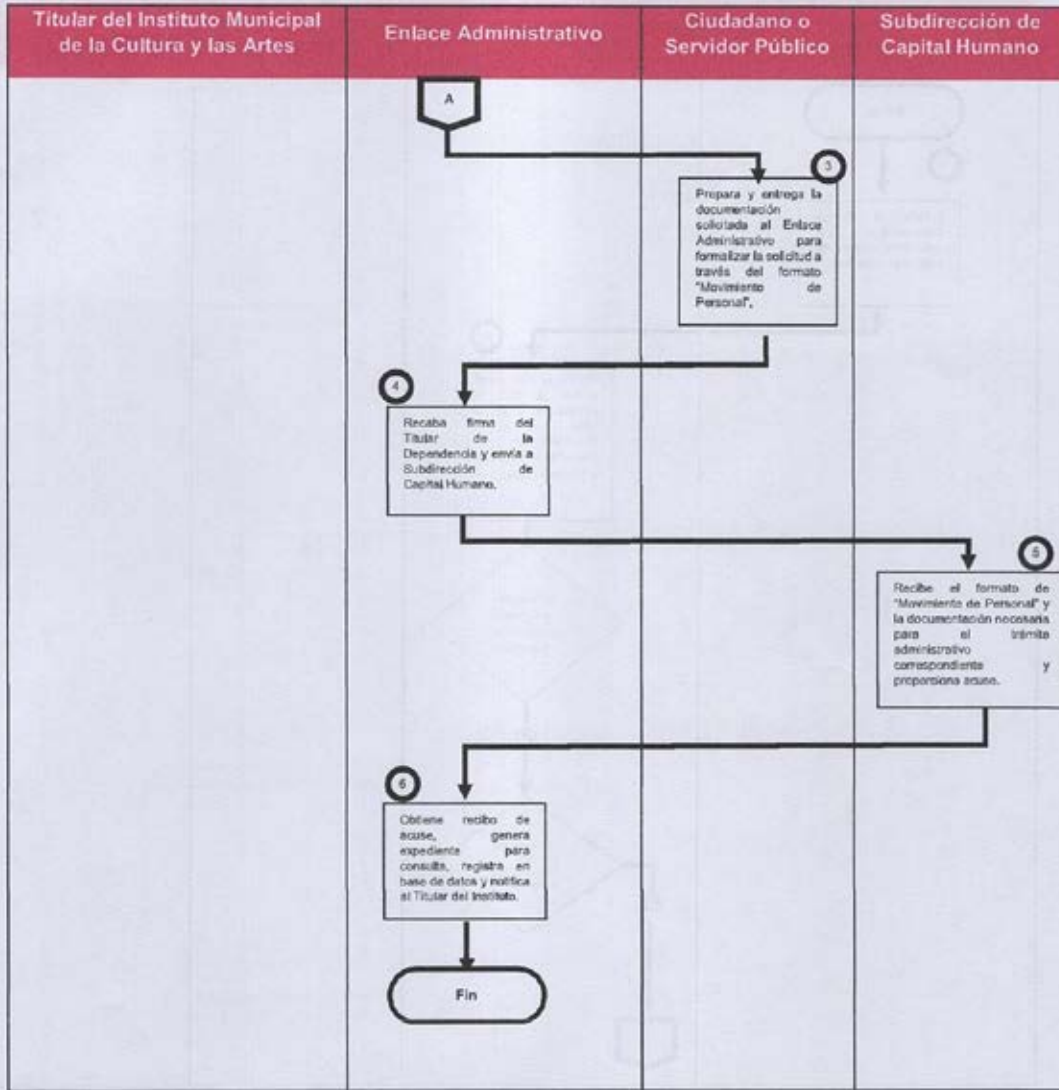 Titular del Instituto Municipal
de la Cultura y las Artes
Enlace Administrativo
Ciudadano o
Servidor Público
Subdirección de
Capital Humano
A
3
Prepara y entrega la
documentación
solicitada al Enlace
Administrativo para
formalizar la solicitud a
través del formato
"Movimiento de
Personal".
4
Recaba firma del
Titular de la
Dependencia y envía a
Subdirección de
Capital Humano.
5
Recibe el formato de
"Movimiento de Personal" y
la documentación necesaria
para el trámite
administrativo
correspondiente y
proporsiona acuse.
6
Obtiene recibo de
acuse, genera
expediente para
consulta, registra en
base de datos y notifica
al Titular del Instituto.
Fin